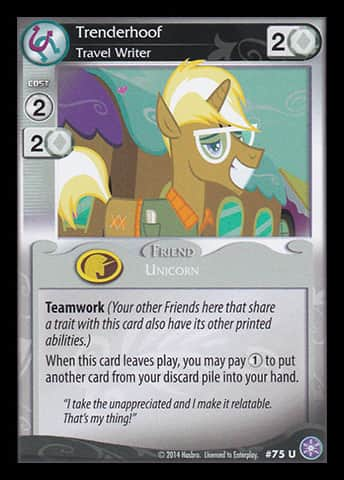 Trenderhoof
Travel Writer
2
COST
2
2
FRIEND
UNICORN
Teamwork (Your other Friends here that share
a trait with this card also have its other printed
abilities.)
When this card leaves play, you may pay 1 to put
another card from your discard pile into your hand.
"I take the unappreciated and I make it relatable.
That's my thing!"
© 2014 Hasbro. Licensed to Enterplay. #75 U